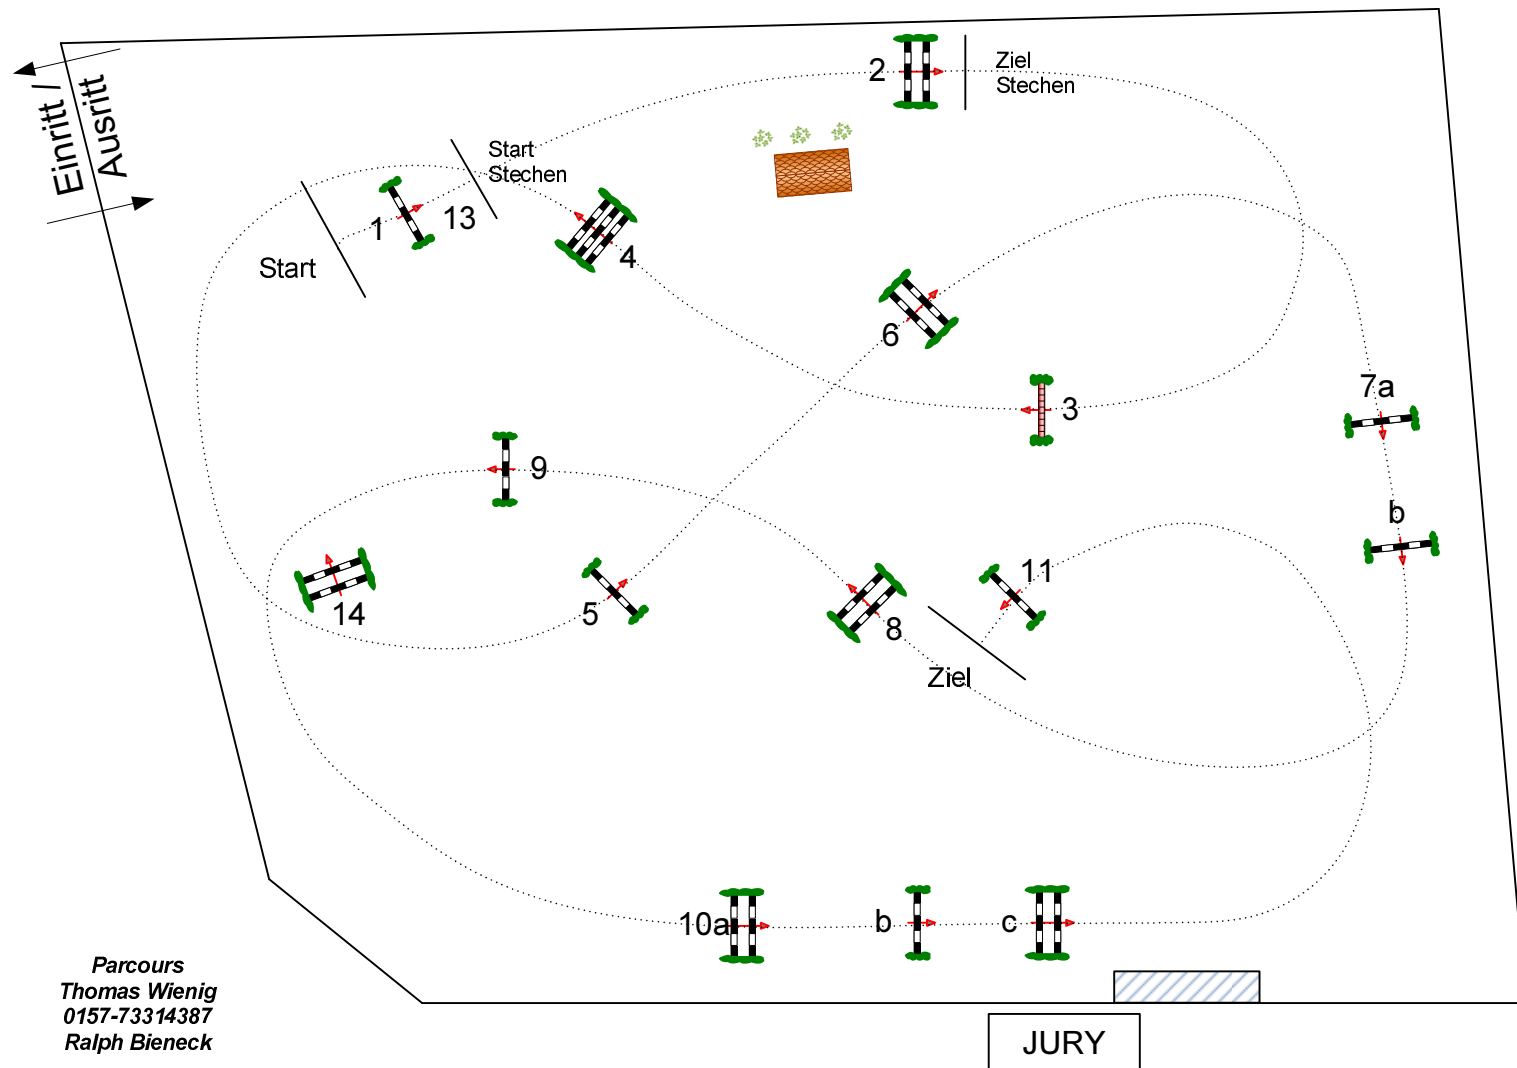 Einritt /
Ausritt
2
Ziel
Stechen
Start
Stechen
1
13
4
Start
6
7a
3
9
b
11
14
5
8
Ziel
10a
b
c
Parcours
Thomas Wienig
0157-73314387
Ralph Bieneck
JURY